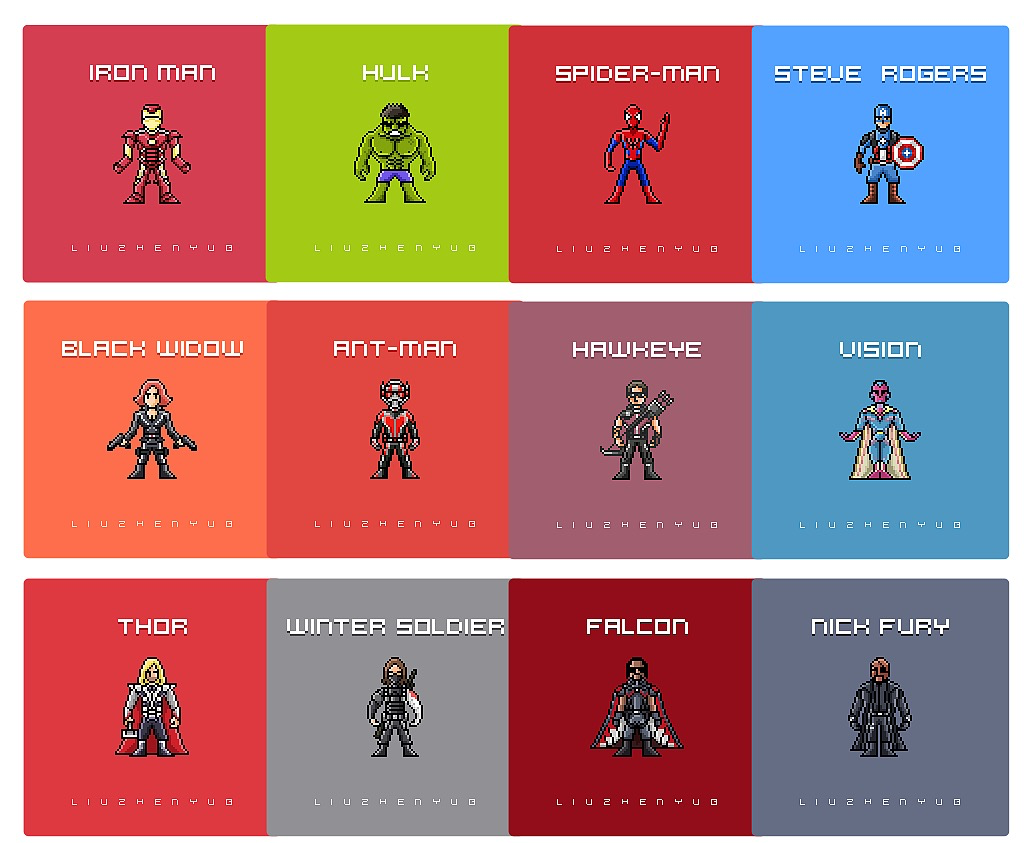 IRON MAN
HULK
SPIDER-MAN
STEVE ROGERS
LIUZHENYUB
LIUZHENYUB
LIUZHENYUB
LIUZHENYUB
BLACK WIDOW
ANT-MAN
HAWKEYE
VISION
LIUZHENYUB
LIUZHENYUB
LIUZHENYUB
LIUZHENYUB
THOR
WINTER SOLDIER
FALCON
NICK FURY
LIUZHENYUB
LIUZHENYUB
LIUZHENYUB
LIUZHENYUB